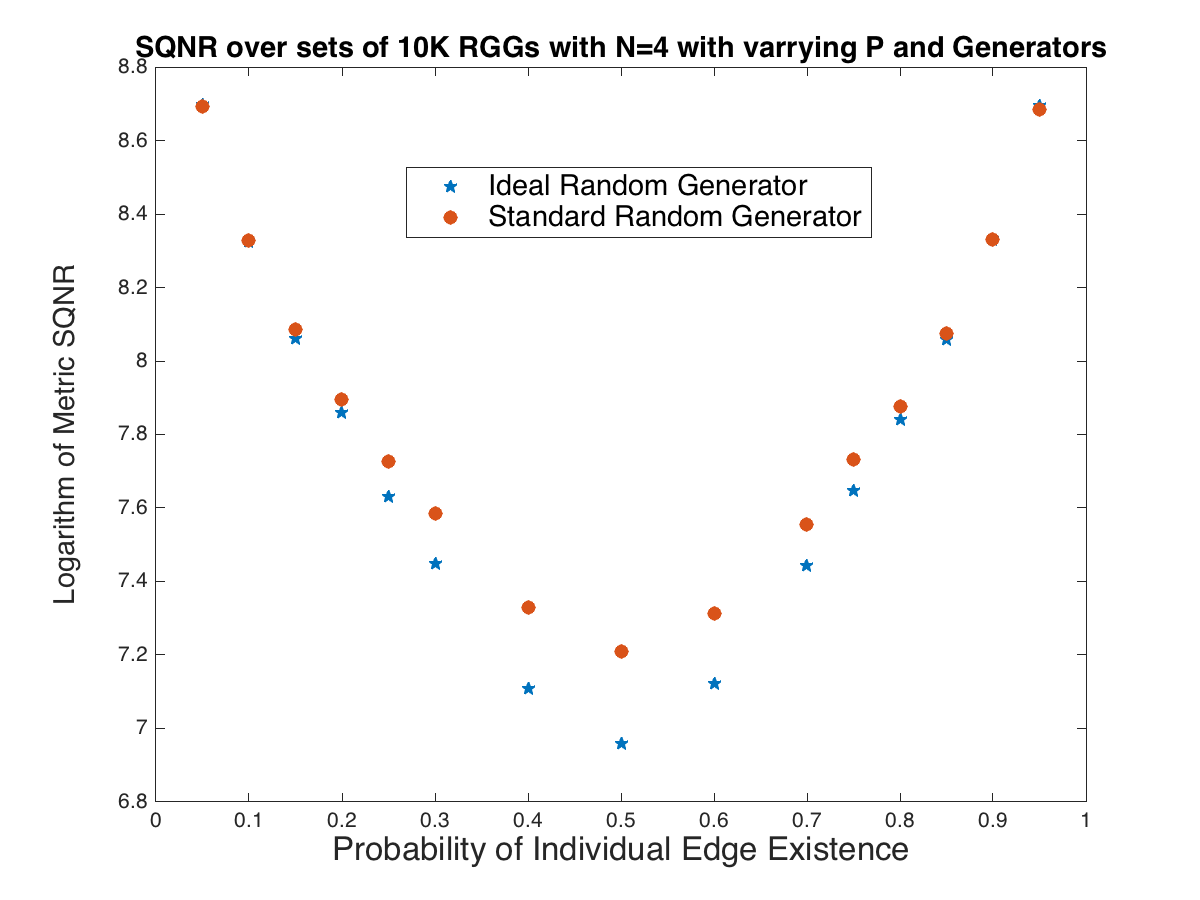 SQNR over sets of 10K RGGs with N=4 with varrying P and Generators
8.8
8.6
8.4
8.2
8
7.8
7.6
7.4
7.2
7
6.8
Logarithm of Metric SQNR
Ideal Random Generator
Standard Random Generator
0 0.1 0.2 0.3 0.4 0.5 0.6 0.7 0.8 0.9 1
Probability of Individual Edge Existence